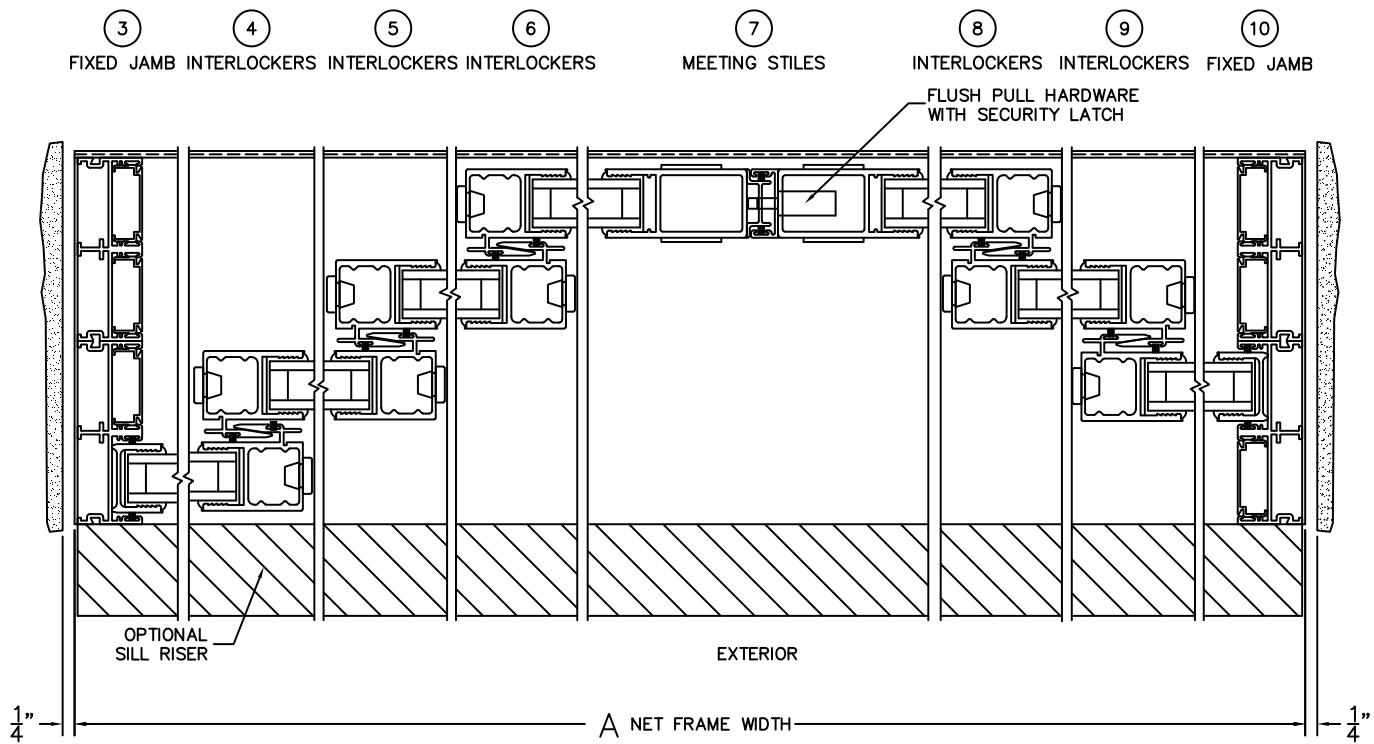 3 4 5 6 7 8 9 10
FIXED JAMB INTERLOCKERS INTERLOCKERS INTERLOCKERS MEETING STILES INTERLOCKERS INTERLOCKERS FIXED JAMB
FLUSH PULL HARDWARE
WITH SECURITY LATCH
OPTIONAL
SILL RISER
EXTERIOR
1/4" A NET FRAME WIDTH 1/4"